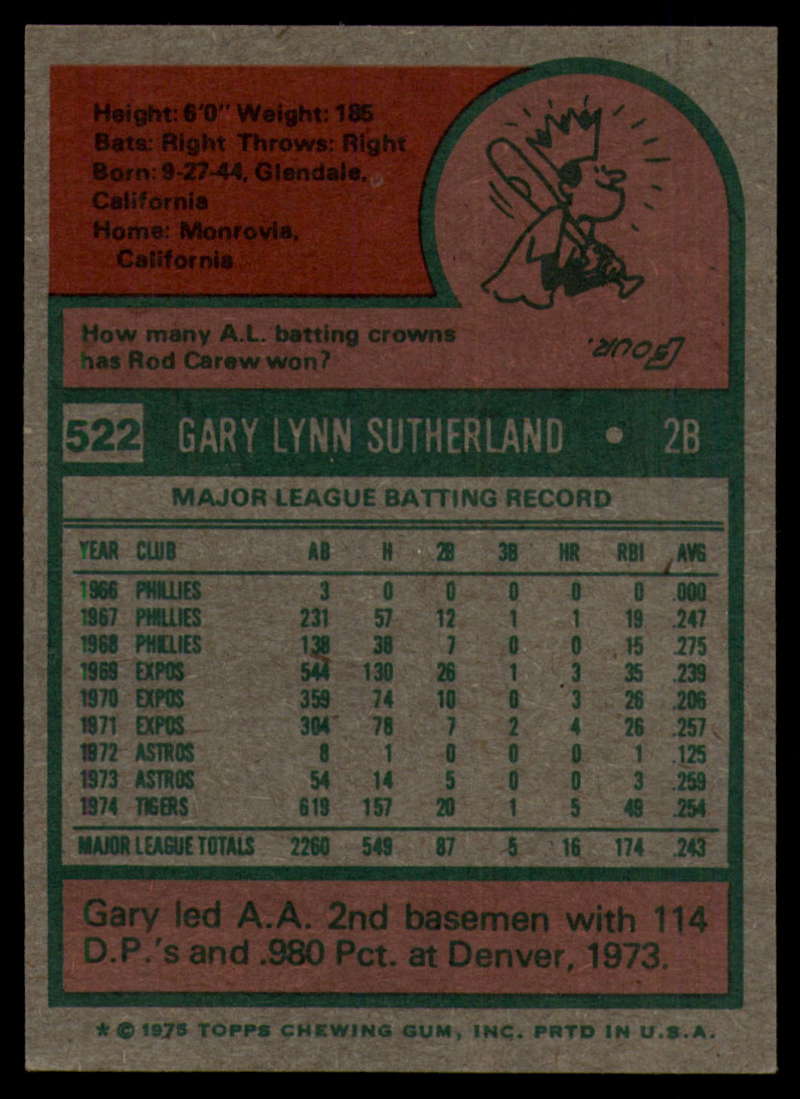 Height: 6'0" Weight: 185
Bats: Right Throws: Right
Born: 9-27-44, Glendale,
California
Home: Monrovia,
California
How many A.L. batting crowns
has Rod Carew won?
FOUR.
522 GARY LYNN SUTHERLAND • 2B
MAJOR LEAGUE BATTING RECORD
YEAR CLUB AB H 2B 3B HR RBI AVG
1966 PHILLIES 3 0 0 0 0 0 .000
1967 PHILLIES 231 57 12 1 1 19 .247
1968 PHILLIES 138 38 7 0 0 15 .275
1969 EXPOS 544 130 26 1 3 35 .239
1970 EXPOS 359 74 10 0 3 26 .206
1971 EXPOS 304 78 7 2 4 26 .257
1972 ASTROS 8 1 0 0 0 1 .125
1973 ASTROS 54 14 5 0 0 3 .259
1974 TIGERS 619 157 20 1 5 49 .254
MAJOR LEAGUE TOTALS 2260 549 87 5 16 174 .243
Gary led A.A. 2nd basemen with 114
D.P.'s and .980 Pct. at Denver, 1973.
* © 1975 TOPPS CHEWING GUM, INC. PRTD IN U.S.A.